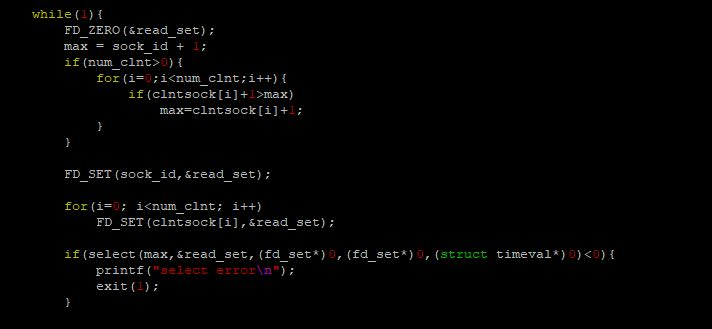 while(1){
FD_ZERO(&read_set);
max = sock_id + 1;
if(num_clnt>0){
for(i=0;i<num_clnt;i++){
if(clntsock[i]+1>max)
max=clntsock[i]+1;
}
}
FD_SET(sock_id,&read_set);
for(i=0; i<num_clnt; i++)
FD_SET(clntsock[i],&read_set);
if(select(max,&read_set,(fd_set*)0,(fd_set*)0,(struct timeval*)0)<0){
printf("select error\n");
exit(1);
}